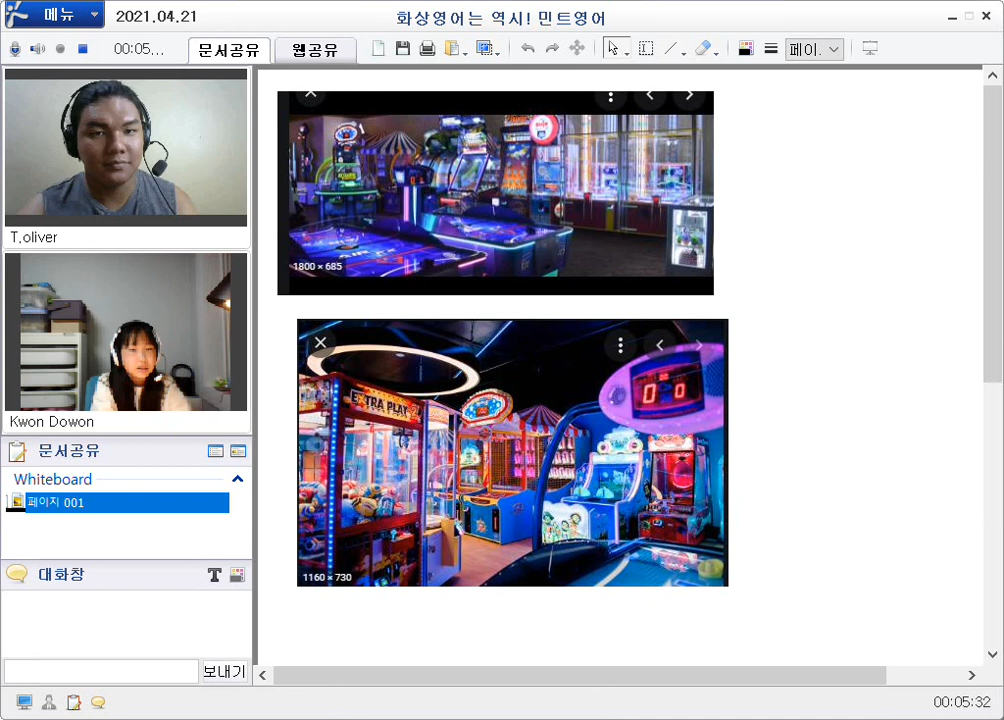 메뉴 2021.04.21 화상영어는 역시! 민트영어
00:05... 문서공유 웹공유 페이.
T.oliver
Kwon Dowon
문서공유
Whiteboard
페이지 001
대화창 T
보내기
1800 × 685
EXTRA PLAY
0 0
1160 × 730
00:05:32